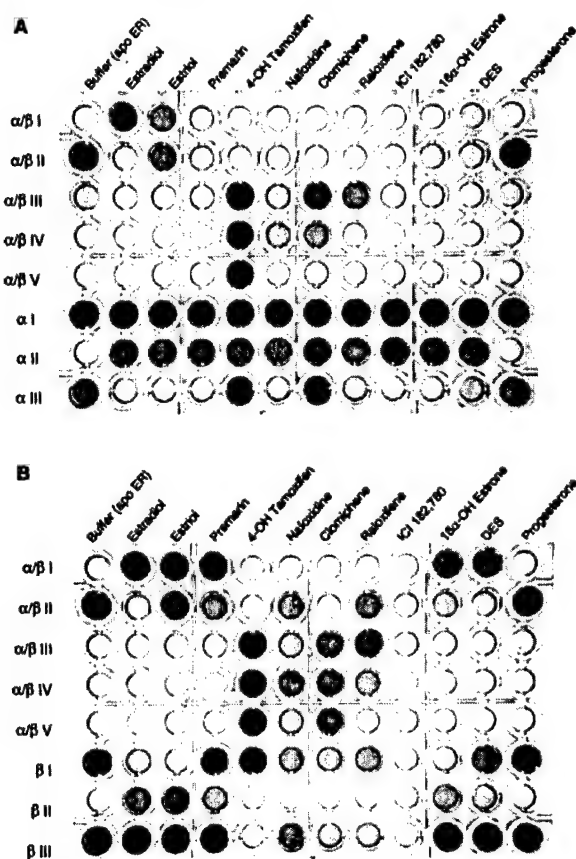 A
Buffer (apo ER)
Estradiol
Estriol
Premarin
4-OH Tamoxifen
Nafoxidine
Clomiphene
Raloxifene
ICI 182,780
16α-OH Estrone
DES
Progesterone
α/β I
α/β II
α/β III
α/β IV
α/β V
α I
α II
α III
B
Buffer (apo ER)
Estradiol
Estriol
Premarin
4-OH Tamoxifen
Nafoxidine
Clomiphene
Raloxifene
ICI 182,780
16α-OH Estrone
DES
Progesterone
α/β I
α/β II
α/β III
α/β IV
α/β V
β I
β II
β III